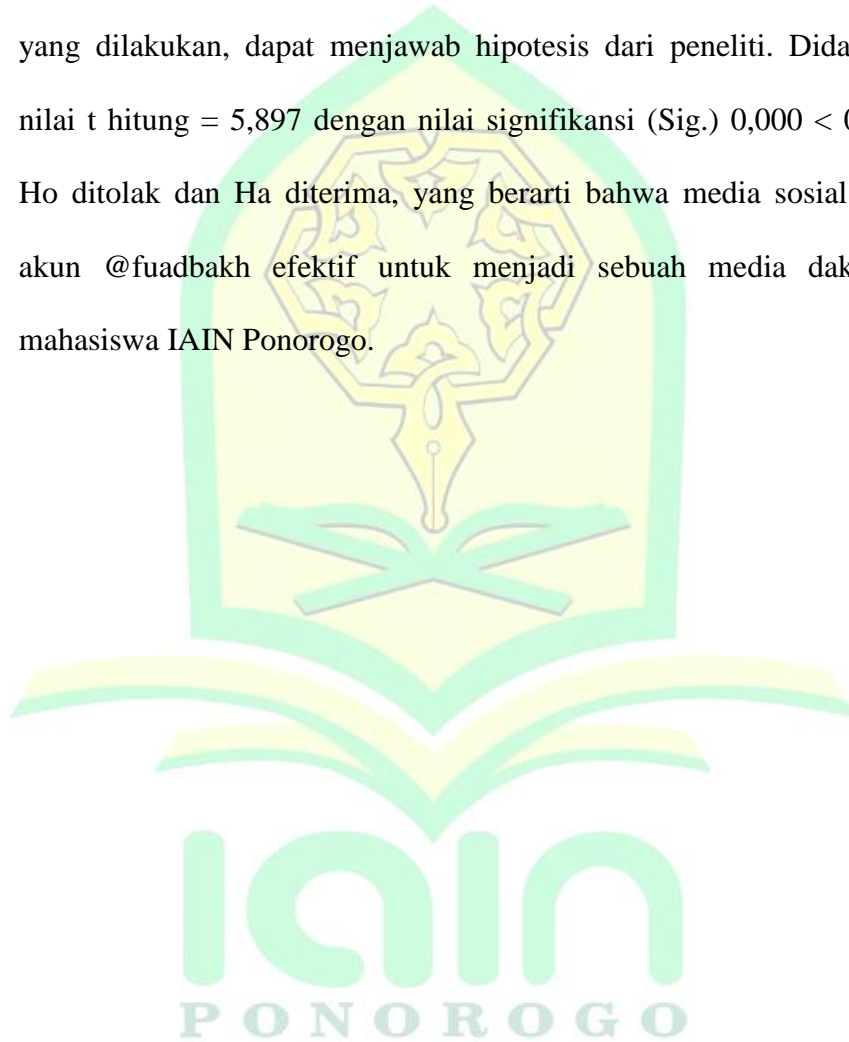 yang dilakukan, dapat menjawab hipotesis dari peneliti.
nilai t hitung = 5,897 dengan nilai signifikansi (Sig.) 0,000 <
Ho ditolak dan Ha diterima, yang berarti bahwa media sosial
akun @fuadbakh efektif untuk menjadi sebuah media
mahasiswa IAIN Ponorogo.
iain
PONOROGO